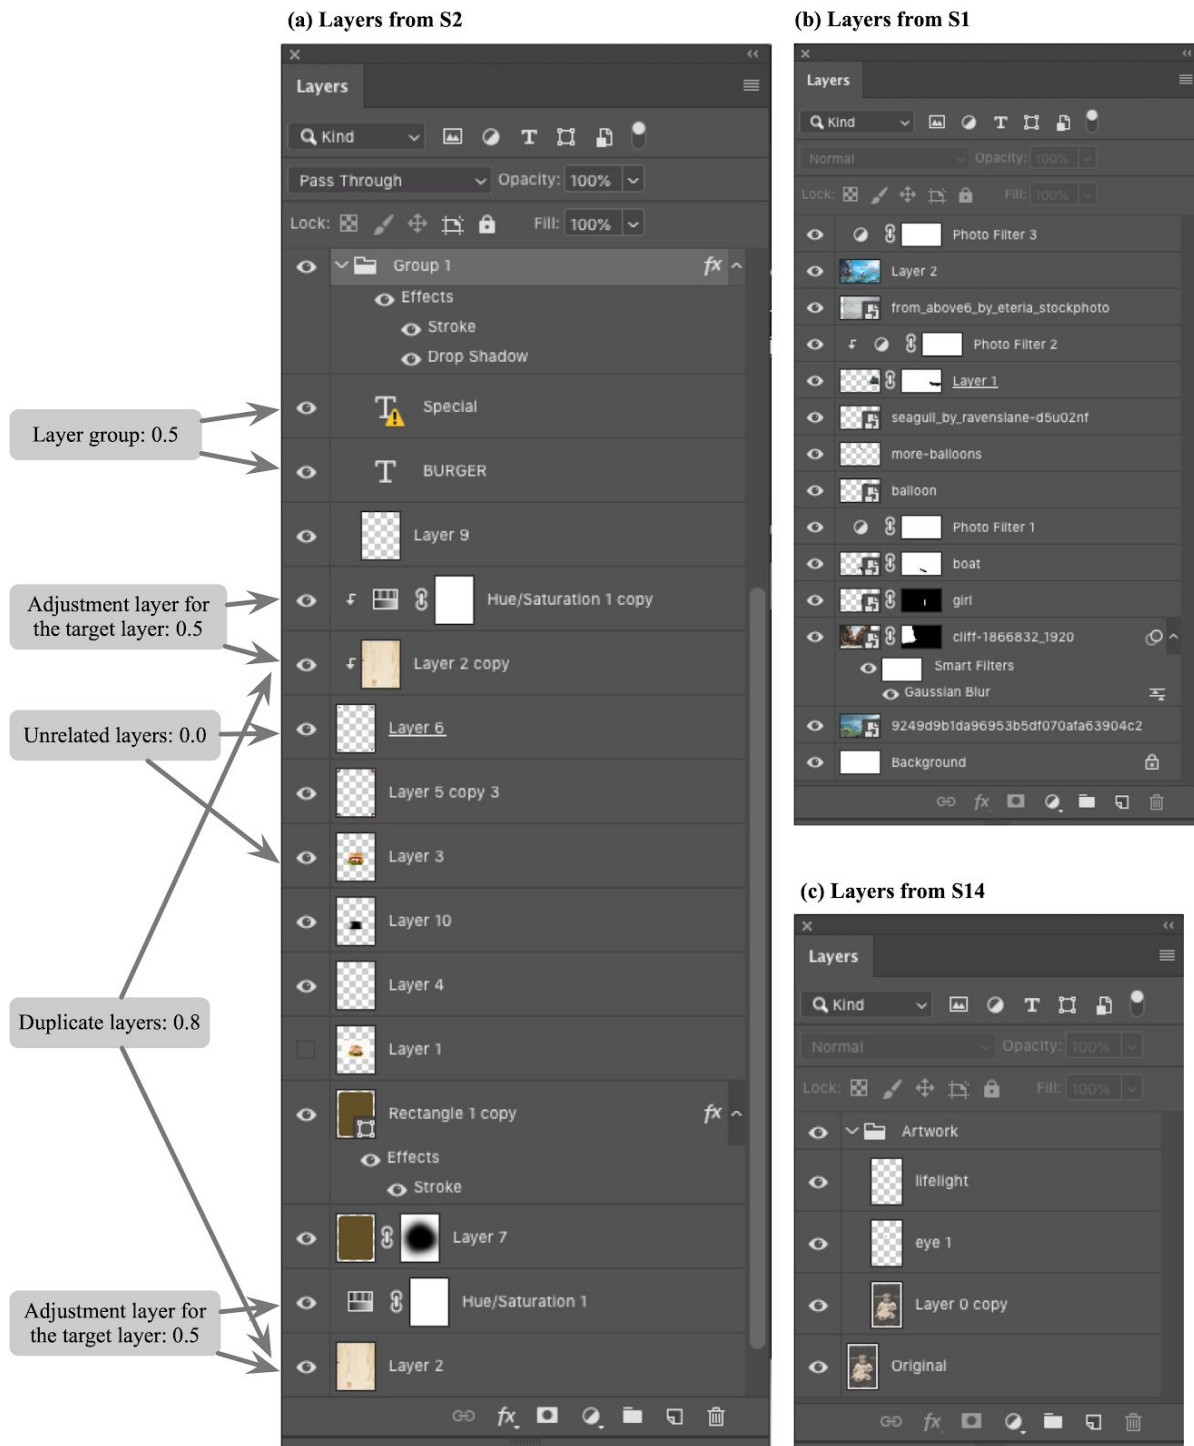 (a) Layers from S2
Layers
Kind
Pass Through
Opacity: 100%
Lock:
Fill: 100%
Group 1
fx
Effects
Stroke
Drop Shadow
Special
BURGER
Layer 9
Hue/Saturation 1 copy
Layer 2 copy
Layer 6
Layer 5 copy 3
Layer 3
Layer 10
Layer 4
Layer 1
Rectangle 1 copy
fx
Effects
Stroke
Layer 7
Hue/Saturation 1
Layer 2
fx
Layer group: 0.5
Adjustment layer for
the target layer: 0.5
Unrelated layers: 0.0
Duplicate layers: 0.8
Adjustment layer for
the target layer: 0.5
(b) Layers from S1
Layers
Kind
Normal
Opacity: 100%
Lock:
Fill: 100%
Photo Filter 3
Layer 2
from_above6_by_eteria_stockphoto
Photo Filter 2
Layer 1
seagull_by_ravenslane-d5u02nf
more-balloons
balloon
Photo Filter 1
boat
girl
cliff-1866832_1920
Smart Filters
Gaussian Blur
9249d9b1da96953b5df070afa63904c2
Background
fx
(c) Layers from S14
Layers
Kind
Normal
Opacity: 100%
Lock:
Fill: 100%
Artwork
lifelight
eye 1
Layer 0 copy
Original
fx